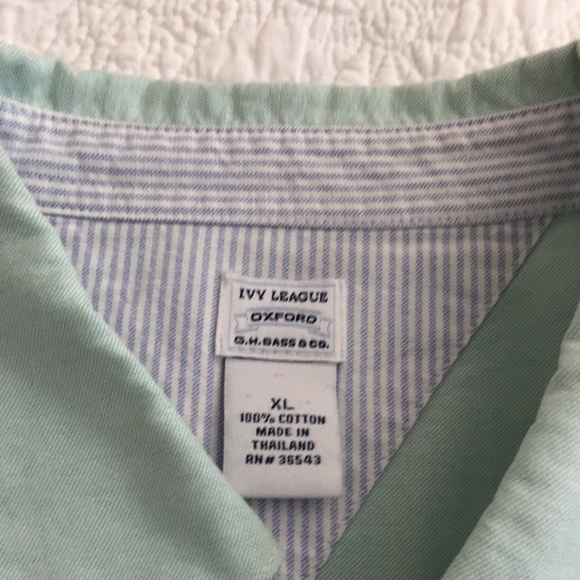 IVY LEAGUE
OXFORD
G.H. BASS & CO.
XL
100% COTTON
MADE IN
THAILAND
RN# 36543